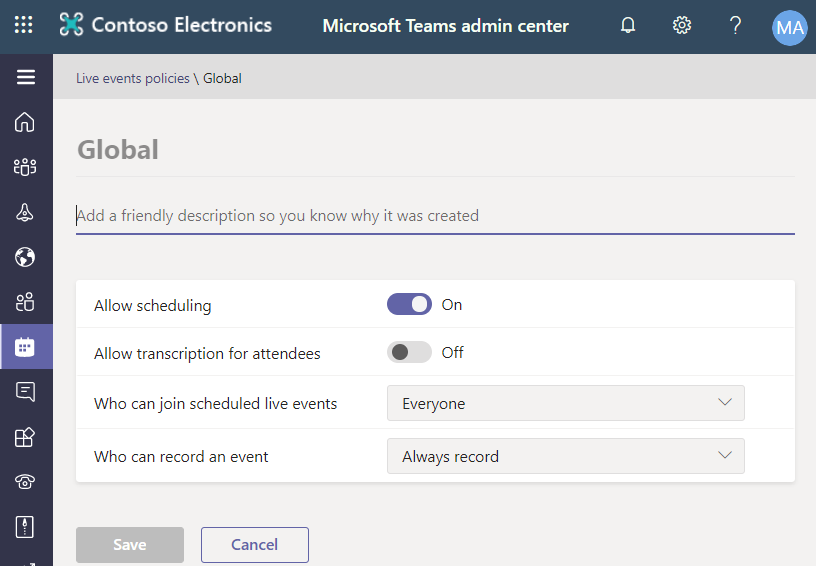 Contoso Electronics Microsoft Teams admin center ? MA
Live events policies \ Global
Global
Add a friendly description so you know why it was created
Allow scheduling On
Allow transcription for attendees Off
Who can join scheduled live events Everyone
Who can record an event Always record
Save Cancel